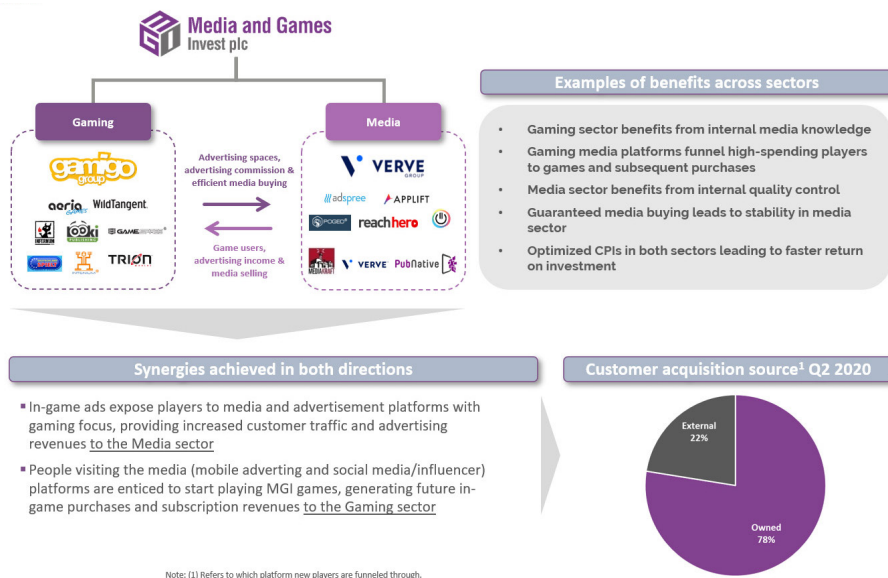 Media and Games
Invest plc
Gaming
Media
gamigo
group
aeria
GAMES
WildTangent.
INFERNUM
looki
PUBLISHING
GAMEXPRESS
TRION
Advertising spaces,
advertising commission &
efficient media buying
Game users,
advertising income &
media selling
VERVE
GROUP
adspree
APPLIFT
POGEO
reachhero
MEDIAKRAFT
VERVE
PubNative
Examples of benefits across sectors
• Gaming sector benefits from internal media knowledge
• Gaming media platforms funnel high-spending players
to games and subsequent purchases
• Media sector benefits from internal quality control
• Guaranteed media buying leads to stability in media
sector
• Optimized CPIs in both sectors leading to faster return
on investment
Synergies achieved in both directions
▪ In-game ads expose players to media and advertisement platforms with
gaming focus, providing increased customer traffic and advertising
revenues to the Media sector
▪ People visiting the media (mobile adverting and social media/influencer)
platforms are enticed to start playing MGI games, generating future in-
game purchases and subscription revenues to the Gaming sector
Note: (1) Refers to which platform new players are funneled through.
Customer acquisition source¹ Q2 2020
External
22%
Owned
78%